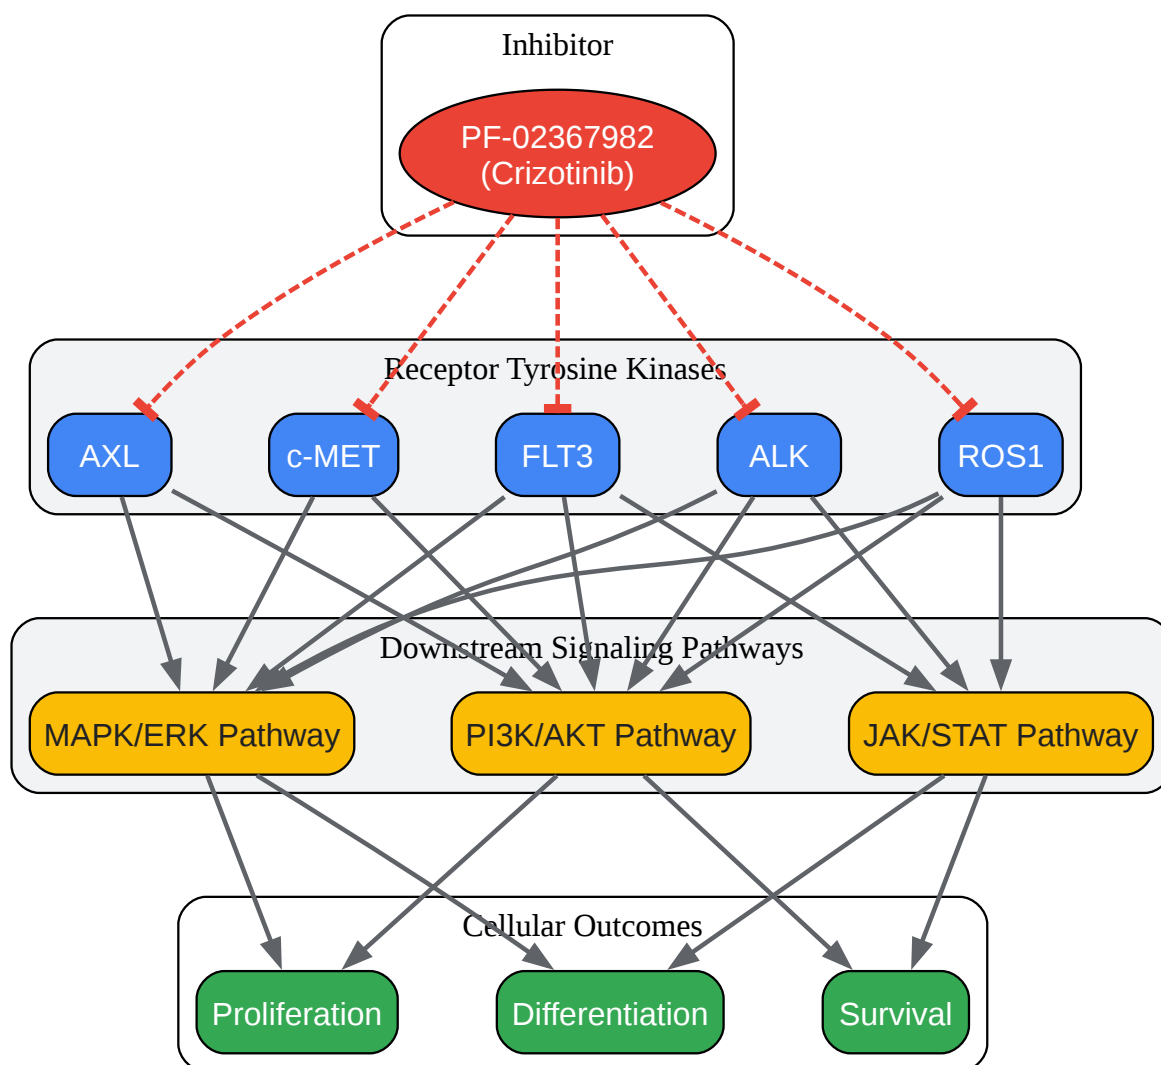 Inhibitor
PF-02367982
(Crizotinib)
Receptor Tyrosine Kinases
AXL
c-MET
FLT3
ALK
ROS1
Downstream Signaling Pathways
MAPK/ERK Pathway
PI3K/AKT Pathway
JAK/STAT Pathway
Cellular Outcomes
Proliferation
Differentiation
Survival